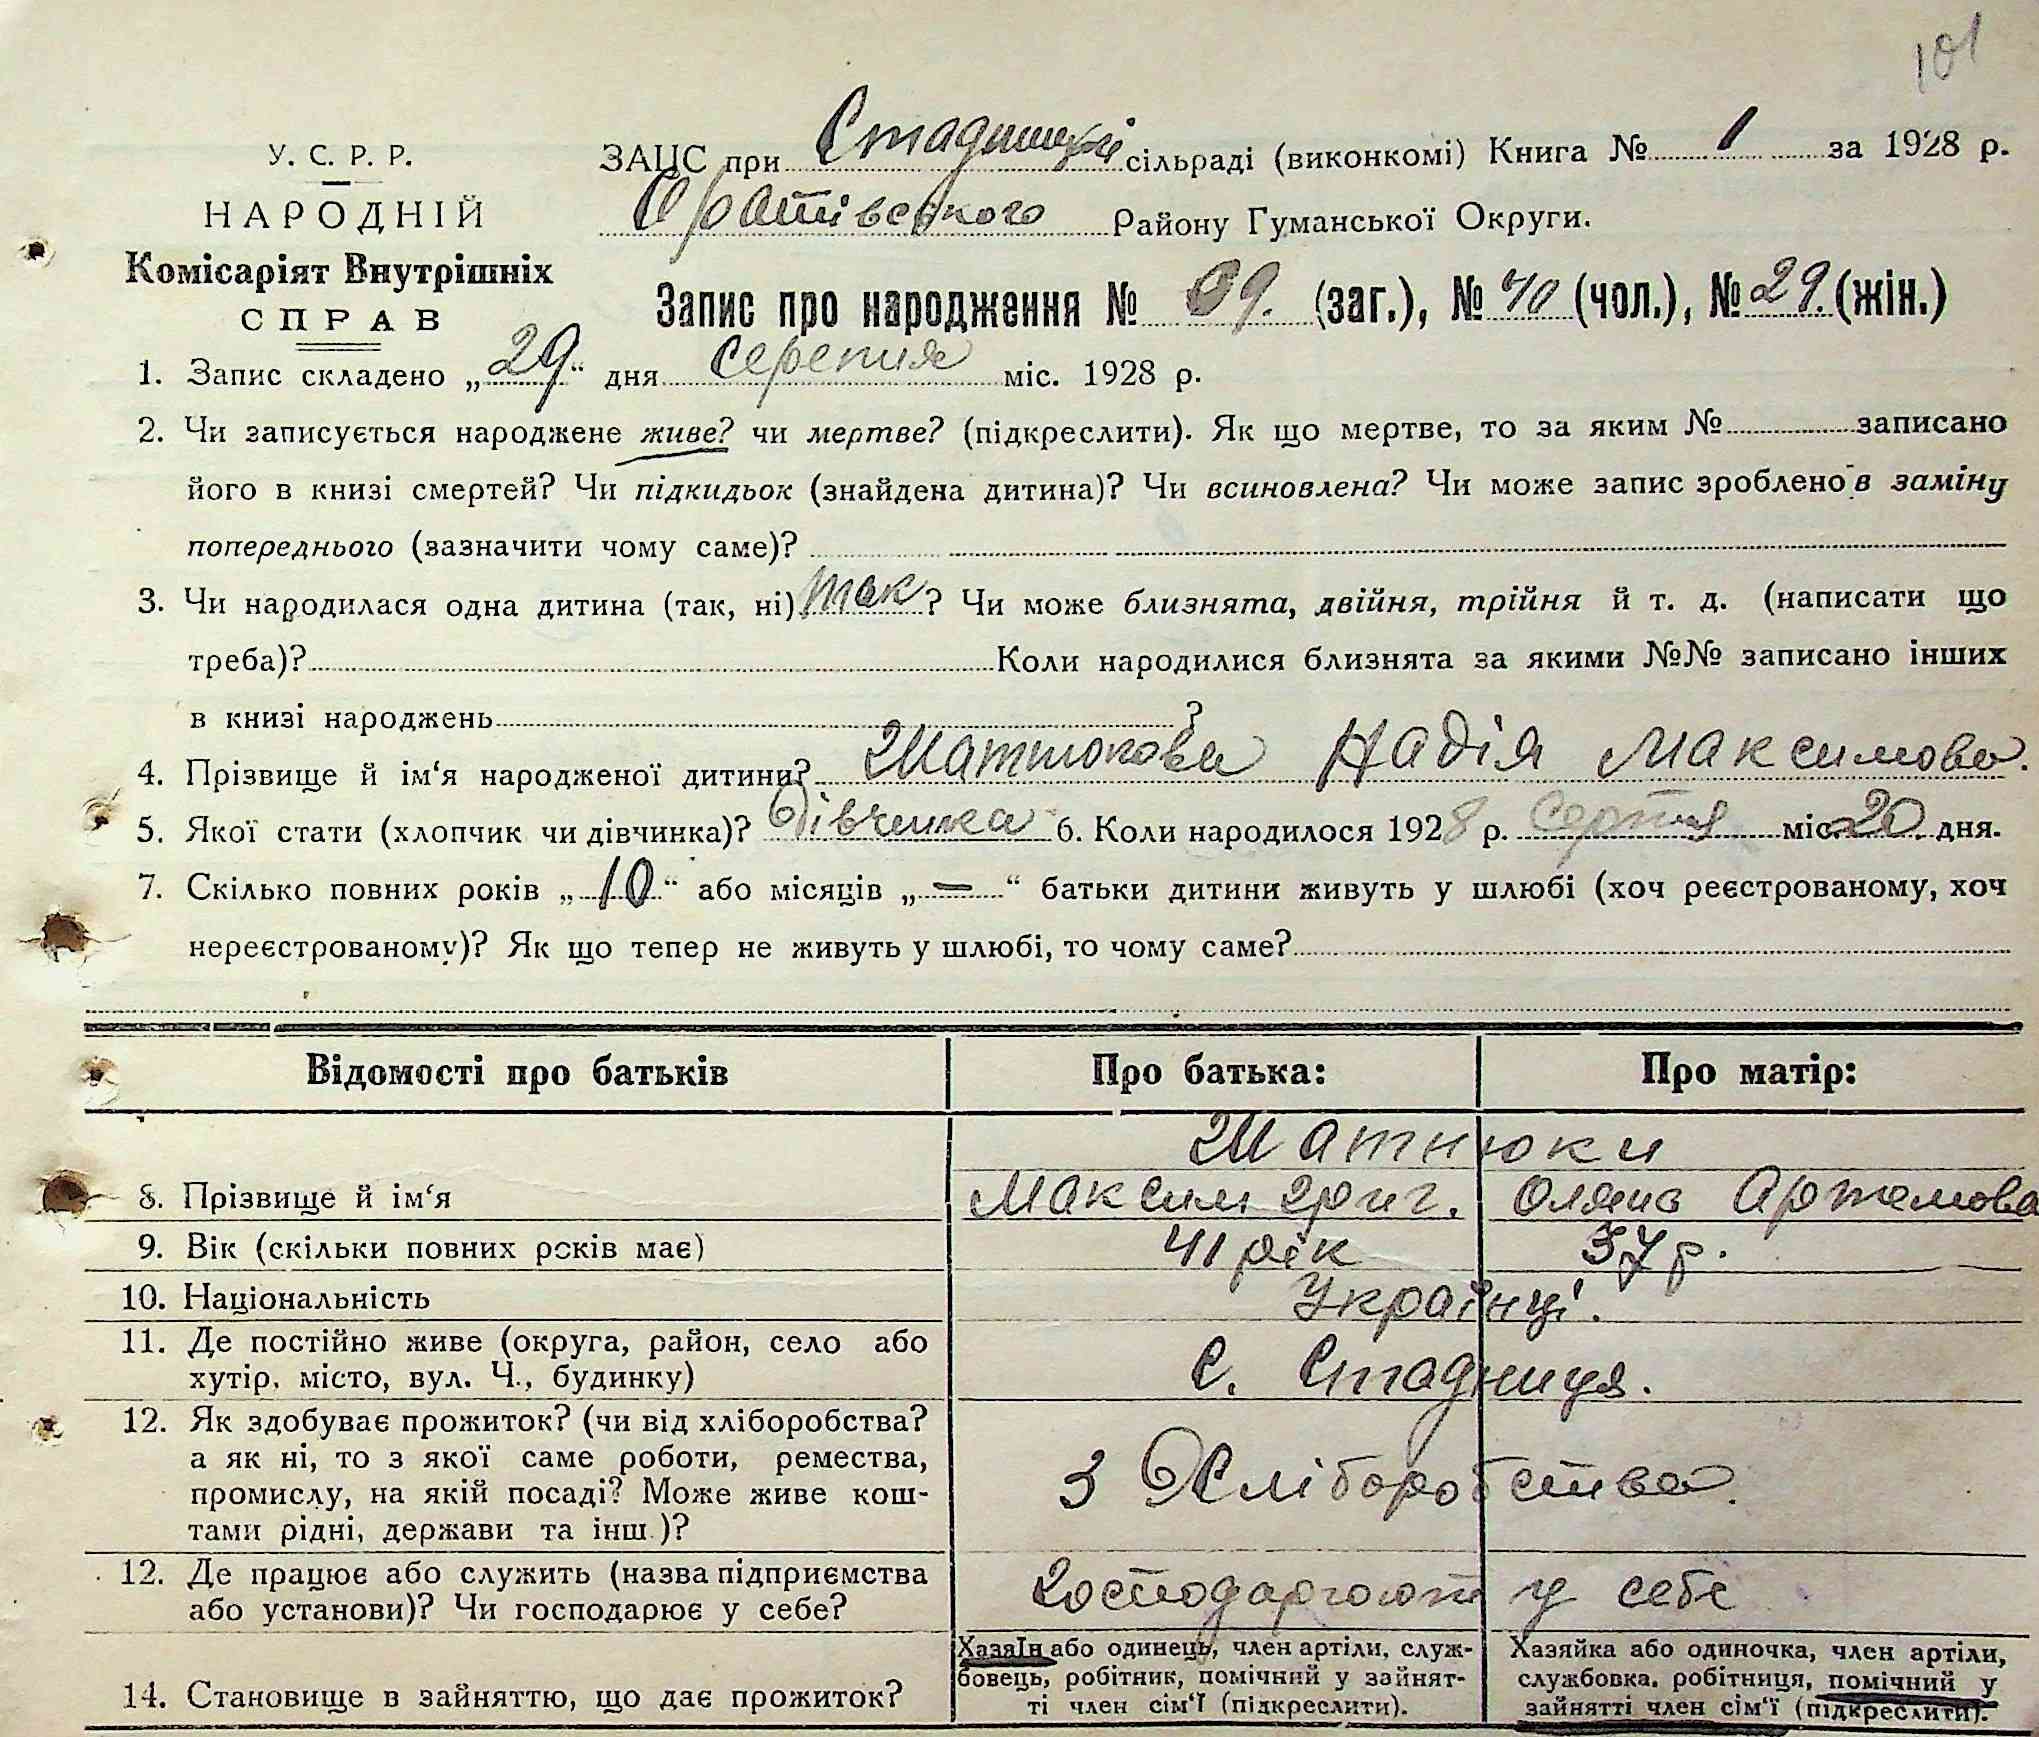 101
У. С. Р. Р.
НАРОДНІЙ
Комісаріят Внутрішніх
СПРАВ
ЗАЦС при Стадницькі сільраді (виконкомі) Книга № 1 за 1928 р.
Оратівського Району Гуманської Округи.
Запис про народження № 69. (заг.), № 40 (чол.), № 29. (жін.)
1. Запис складено „29“ дня серпня міс. 1928 р.
2. Чи записується народжене живе? чи мертве? (підкреслити). Як що мертве, то за яким № записано
його в книзі смертей? Чи підкидьок (знайдена дитина)? Чи всиновлена? Чи може запис зроблено в заміну
попереднього (зазначити чому саме)?
3. Чи народилася одна дитина (так, ні) так ? Чи може близнята, двійня, трійня й т. д. (написати що
треба)? Коли народилися близнята за якими №№ записано інших
в книзі народжень ?
4. Прізвище й ім‘я народженої дитини? Шатнюкова Надія Максимова.
5. Якої стати (хлопчик чи дівчинка)? Дівчинка 6. Коли народилося 1928 р. Серпня міс. 20 дня.
7. Скілько повних років „10“ або місяців „=“ батьки дитини живуть у шлюбі (хоч реєстрованому, хоч
нереєстрованому)? Як що тепер не живуть у шлюбі, то чому саме?
Відомості про батьків Про батька: Про матір:
Шатнюки
8. Прізвище й ім‘я Максим Григ. Оляна Артемова
9. Вік (скільки повних років має) 41 рік 37 р.
10. Національність Українці.
11. Де постійно живе (округа, район, село або
хутір, місто, вул. Ч., будинку) С. Стадниця.
12. Як здобуває прожиток? (чи від хліборобства?
а як ні, то з якої саме роботи, ремества,
промислу, на якій посаді? Може живе кош-
тами рідні, держави та інш.)? З Хліборобства.
12. Де працює або служить (назва підприємства
або установи)? Чи господарює у себе? Господарюют у себе
14. Становище в зайняттю, що дає прожиток?
Хазяїн або одинець, член артіли, служ-
бовець, робітник, помічний у зайнят-
ті член сім‘ї (підкреслити).
Хазяйка або одиночка, член артіли,
службовка, робітниця, помічний у
зайнятті член сім‘ї (підкреслити).